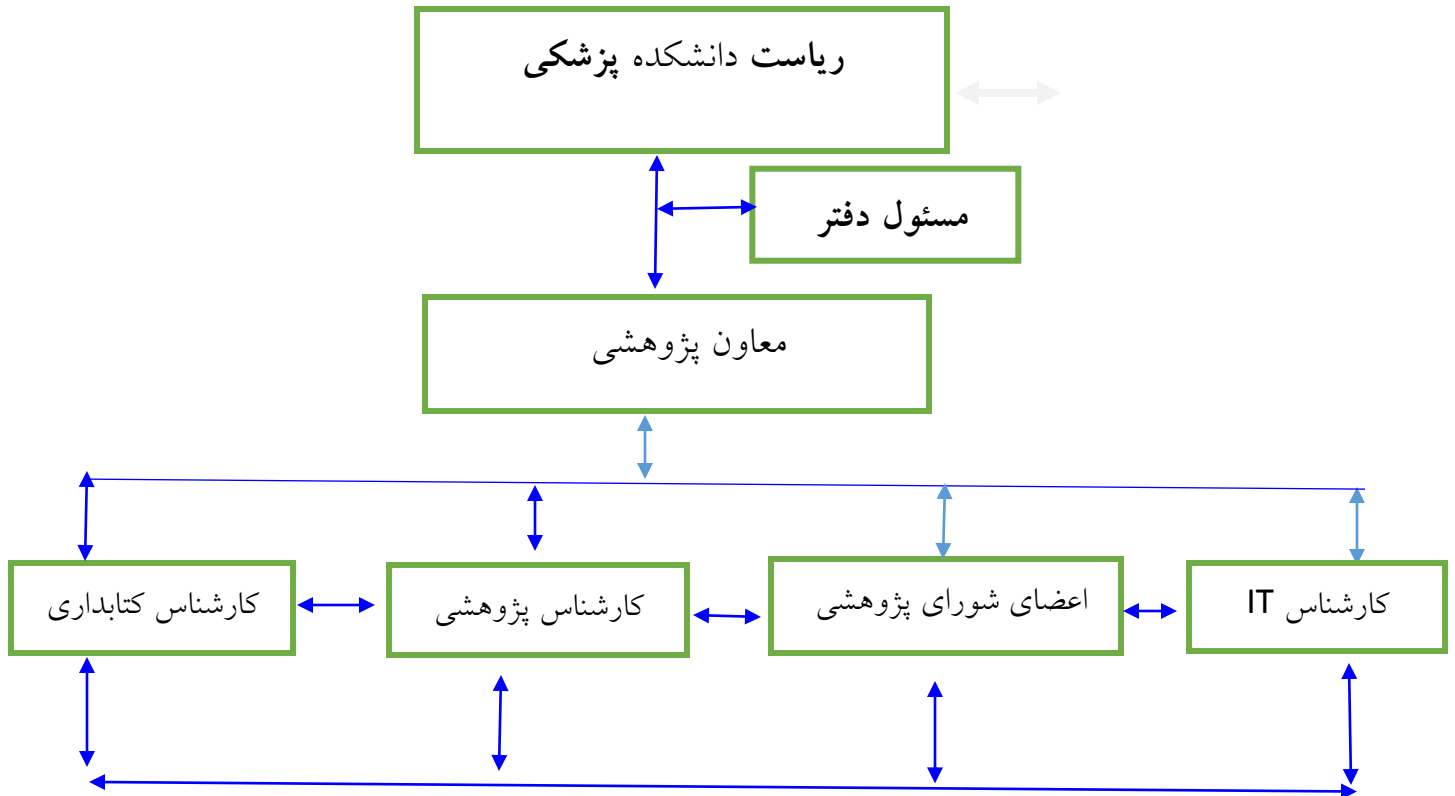 ریاست دانشکده پزشکی
مسئول دفتر
معاون پژوهشی
کارشناس IT
اعضای شورای پژوهشی
کارشناس پژوهشی
کارشناس کتابداری